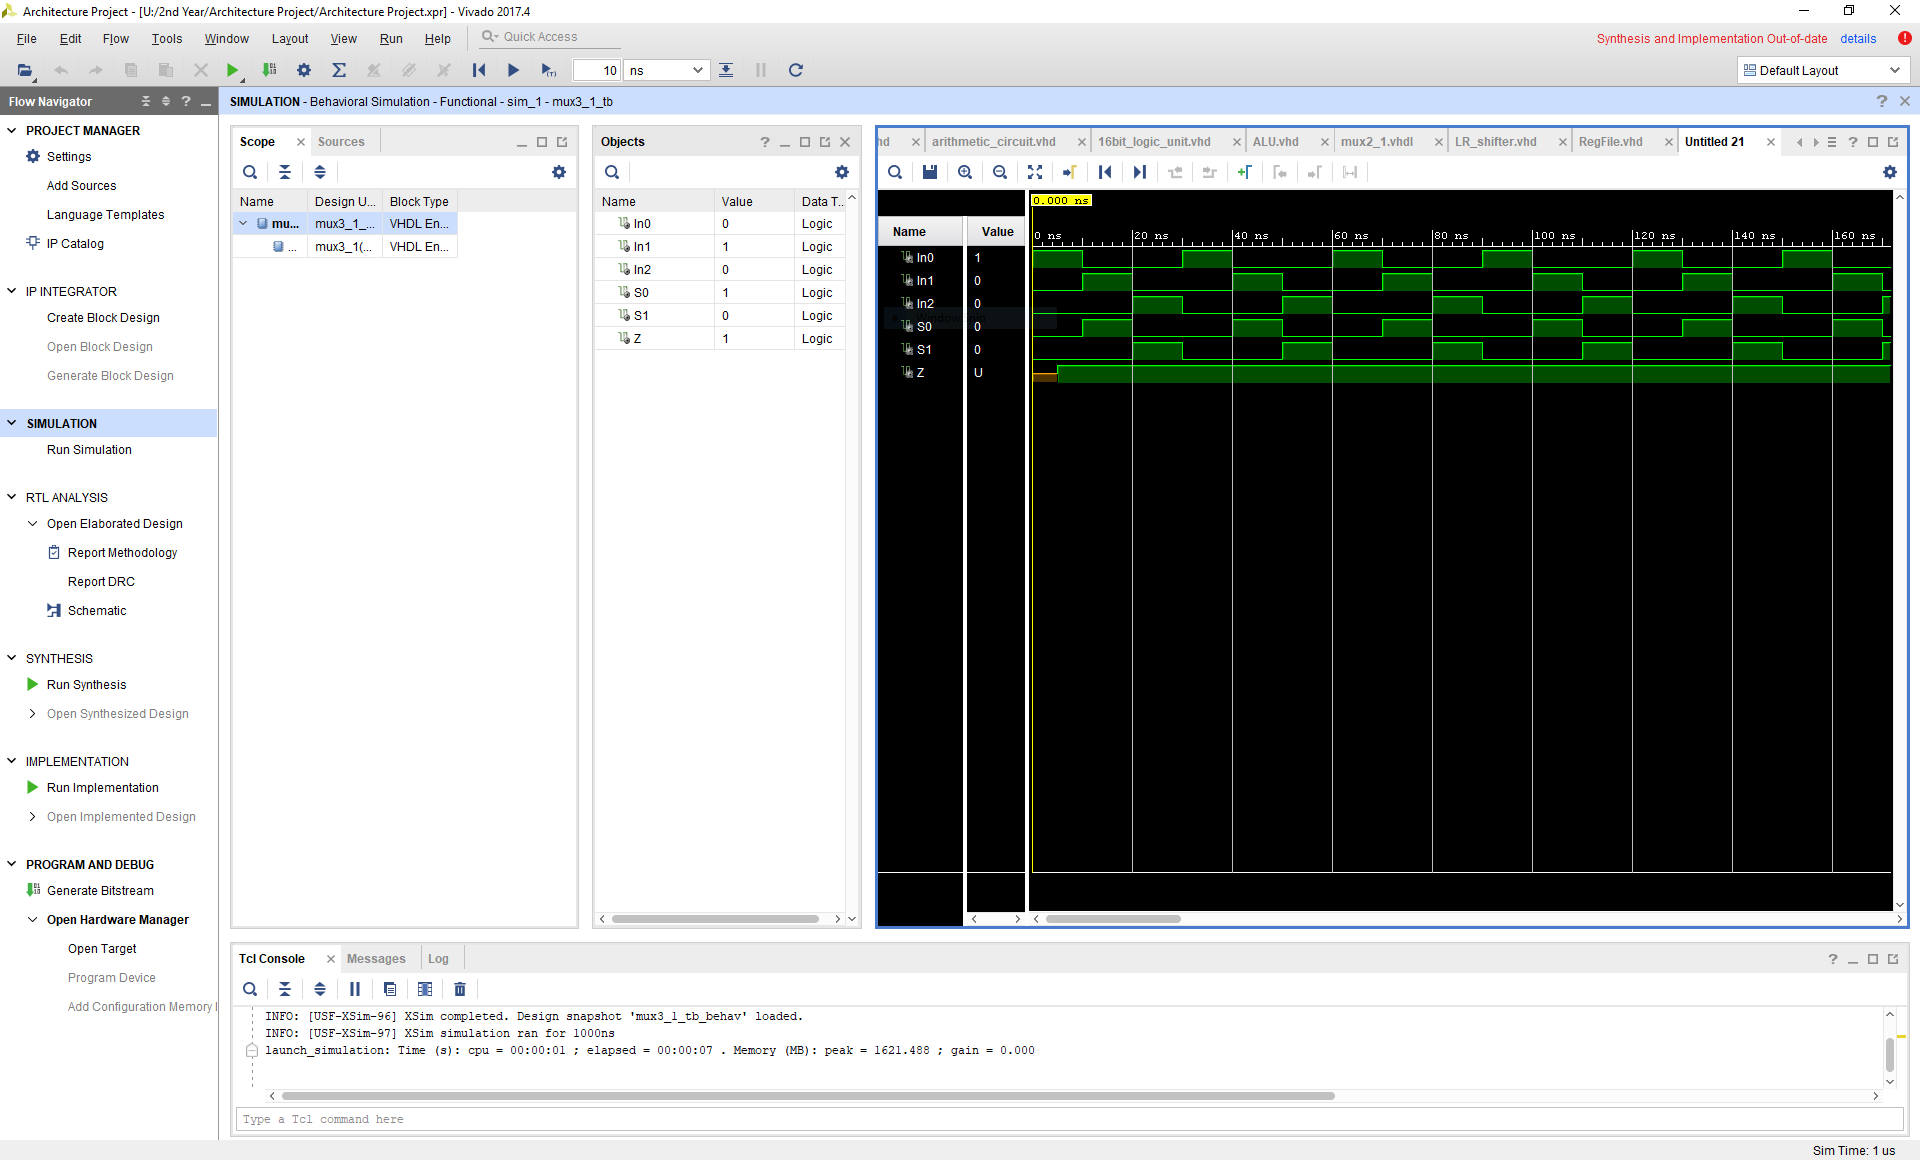 Architecture Project - [U:/2nd Year/Architecture Project/Architecture Project.xpr] - Vivado 2017.4
File Edit Flow Tools Window Layout View Run Help Quick Access
Synthesis and Implementation Out-of-date details
10 ns
Default Layout
Flow Navigator
SIMULATION - Behavioral Simulation - Functional - sim_1 - mux3_1_tb
PROJECT MANAGER
Settings
Add Sources
Language Templates
IP Catalog
IP INTEGRATOR
Create Block Design
Open Block Design
Generate Block Design
SIMULATION
Run Simulation
RTL ANALYSIS
Open Elaborated Design
Report Methodology
Report DRC
Schematic
SYNTHESIS
Run Synthesis
Open Synthesized Design
IMPLEMENTATION
Run Implementation
Open Implemented Design
PROGRAM AND DEBUG
Generate Bitstream
Open Hardware Manager
Open Target
Program Device
Add Configuration Memory
Scope Sources
Name Design U... Block Type
mu... mux3_1_... VHDL En...
... mux3_1(... VHDL En...
Objects
Name Value Data T..
In0 0 Logic
In1 1 Logic
In2 0 Logic
S0 1 Logic
S1 0 Logic
Z 1 Logic
hd arithmetic_circuit.vhd 16bit_logic_unit.vhd ALU.vhd mux2_1.vhdl LR_shifter.vhd RegFile.vhd Untitled 21
0.000 ns
Name Value
0 ns 20 ns 40 ns 60 ns 80 ns 100 ns 120 ns 140 ns 160 ns
In0 1
In1 0
In2 0
S0 0
S1 0
Z U
Tcl Console Messages Log
INFO: [USF-XSim-96] XSim completed. Design snapshot 'mux3_1_tb_behav' loaded.
INFO: [USF-XSim-97] XSim simulation ran for 1000ns
launch_simulation: Time (s): cpu = 00:00:01 ; elapsed = 00:00:07 . Memory (MB): peak = 1621.488 ; gain = 0.000
Type a Tcl command here
Sim Time: 1 us